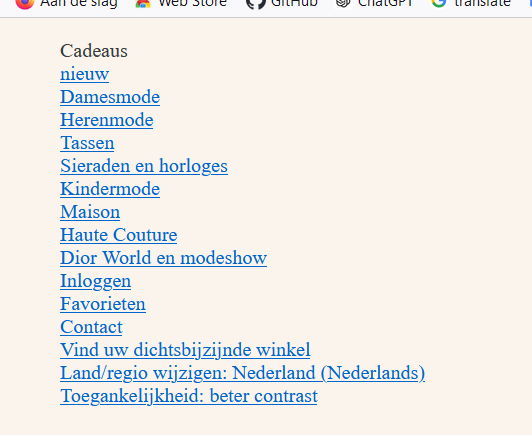 Aan de slag Web Store GitHub ChatGPT translate
Cadeaus
nieuw
Damesmode
Herenmode
Tassen
Sieraden en horloges
Kindermode
Maison
Haute Couture
Dior World en modeshow
Inloggen
Favorieten
Contact
Vind uw dichtsbijzijnde winkel
Land/regio wijzigen: Nederland (Nederlands)
Toegankelijkheid: beter contrast